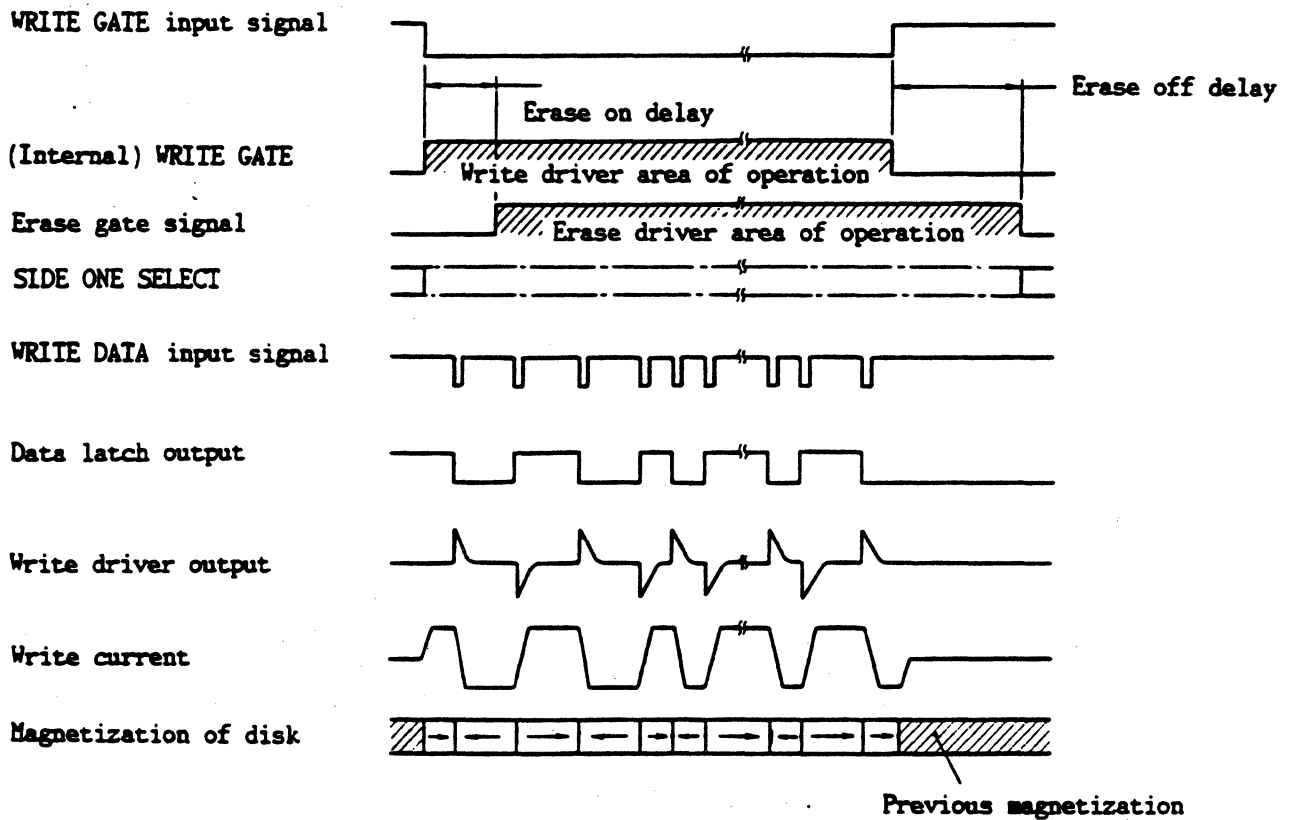 WRITE GATE input signal
Erase off delay
Erase on delay
(Internal) WRITE GATE
Write driver area of operation
Erase gate signal
Erase driver area of operation
SIDE ONE SELECT
WRITE DATA input signal
Data latch output
Write driver output
Write current
Magnetization of disk
Previous magnetization